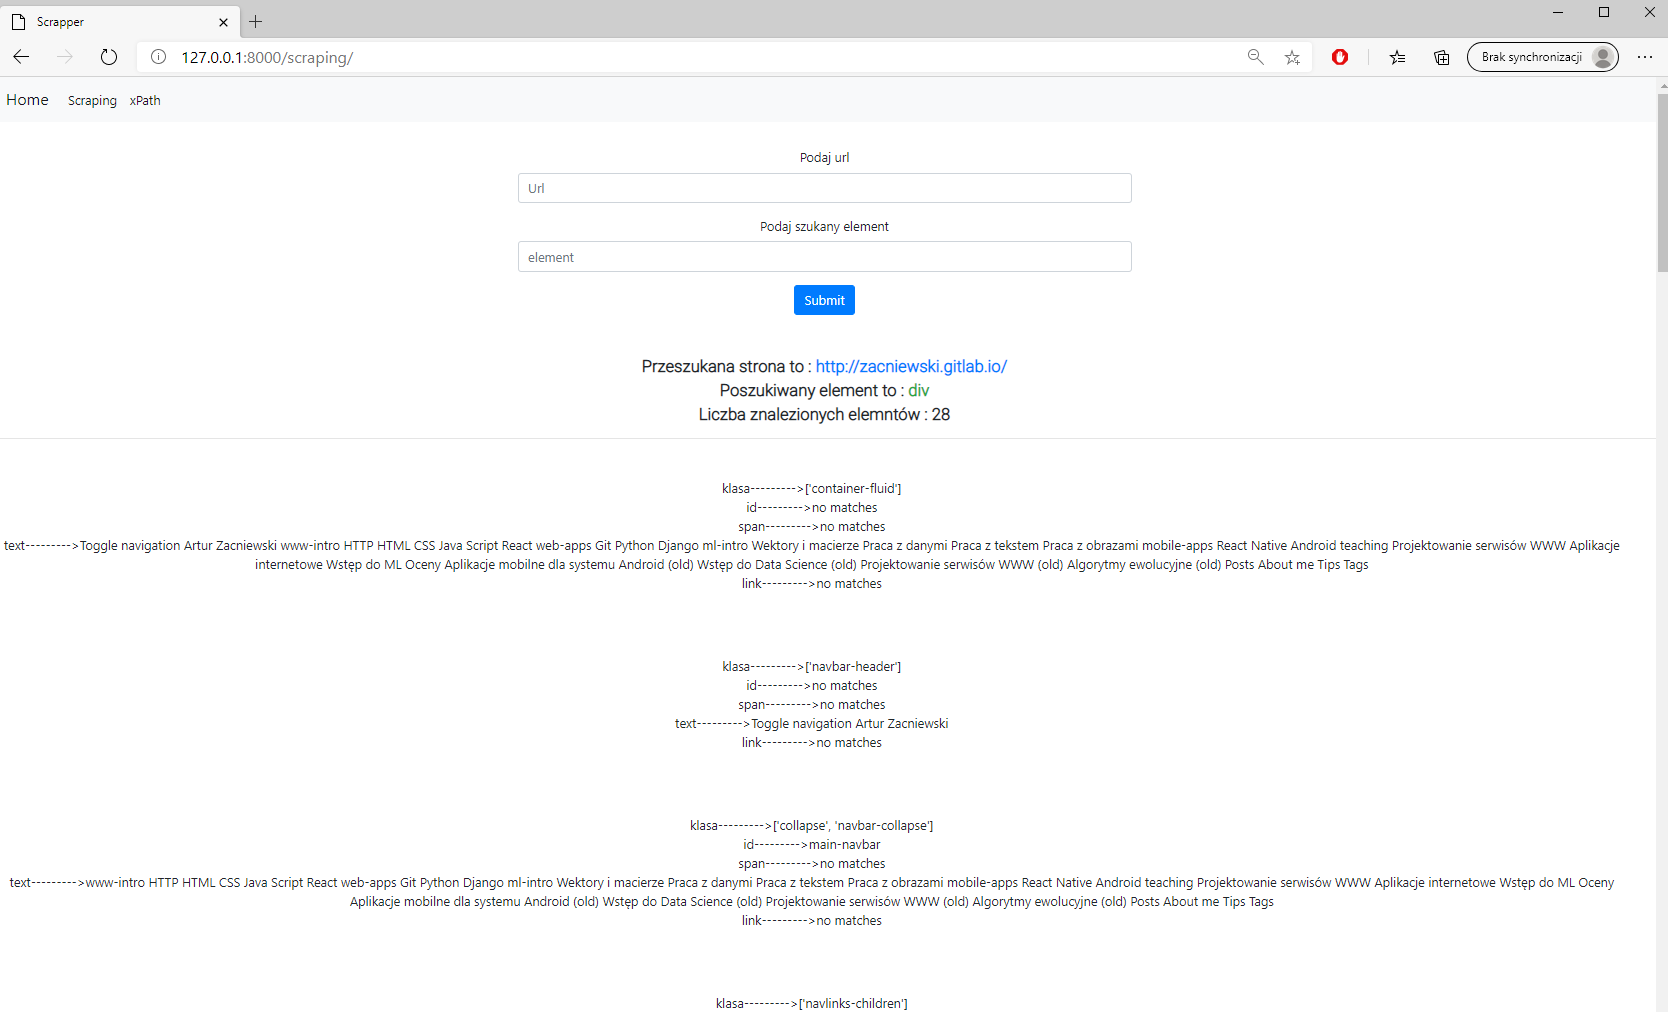 Scrapper
127.0.0.1:8000/scraping/
Brak synchronizacji
Home Scraping xPath
Podaj url
Url
Podaj szukany element
element
Submit
Przeszukana strona to : http://zacniewski.gitlab.io/
Poszukiwany element to : div
Liczba znalezionych elemntów : 28
klasa--------->['container-fluid']
id--------->no matches
span--------->no matches
text--------->Toggle navigation Artur Zacniewski www-intro HTTP HTML CSS Java Script React web-apps Git Python Django ml-intro Wektory i macierze Praca z danymi Praca z tekstem Praca z obrazami mobile-apps React Native Android teaching Projektowanie serwisów WWW Aplikacje
internetowe Wstęp do ML Oceny Aplikacje mobilne dla systemu Android (old) Wstęp do Data Science (old) Projektowanie serwisów WWW (old) Algorytmy ewolucyjne (old) Posts About me Tips Tags
link--------->no matches
klasa--------->['navbar-header']
id--------->no matches
span--------->no matches
text--------->Toggle navigation Artur Zacniewski
link--------->no matches
klasa--------->['collapse', 'navbar-collapse']
id--------->main-navbar
span--------->no matches
text--------->www-intro HTTP HTML CSS Java Script React web-apps Git Python Django ml-intro Wektory i macierze Praca z danymi Praca z tekstem Praca z obrazami mobile-apps React Native Android teaching Projektowanie serwisów WWW Aplikacje internetowe Wstęp do ML Oceny
Aplikacje mobilne dla systemu Android (old) Wstęp do Data Science (old) Projektowanie serwisów WWW (old) Algorytmy ewolucyjne (old) Posts About me Tips Tags
link--------->no matches
klasa--------->['navlinks-children']